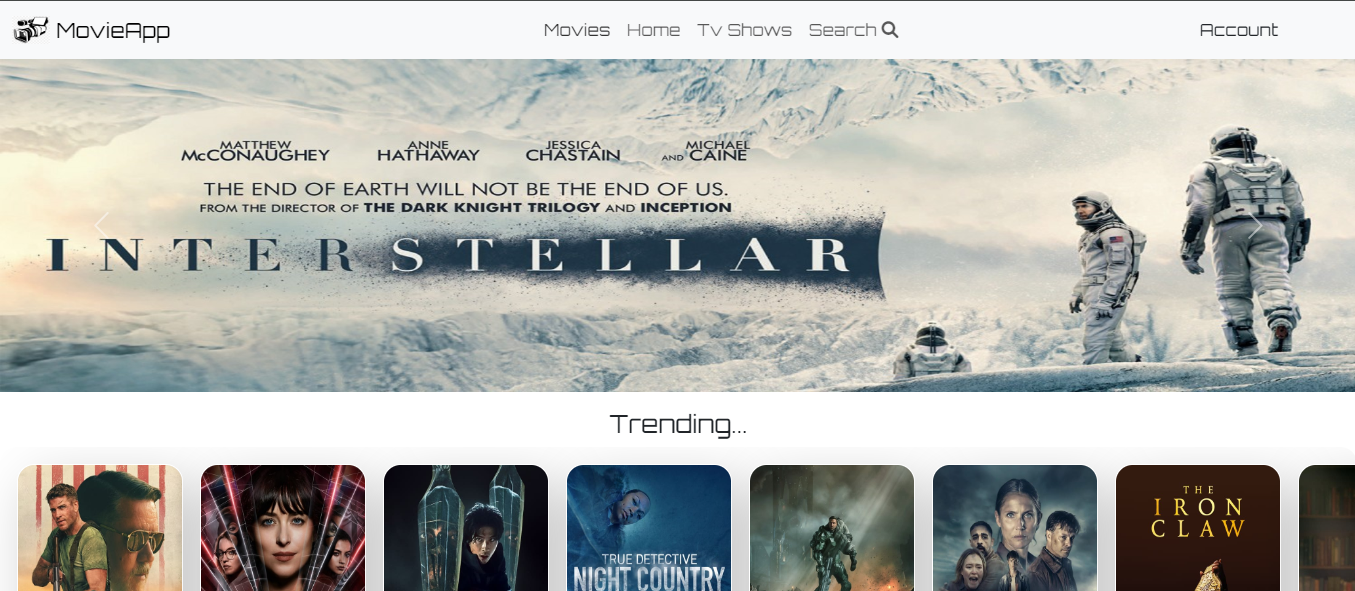 MovieApp
Movies Home Tv Shows Search Account
MATTHEW ANNE JESSICA MICHAEL
McCONAUGHEY HATHAWAY CHASTAIN AND CAINE
THE END OF EARTH WILL NOT BE THE END OF US.
FROM THE DIRECTOR OF THE DARK KNIGHT TRILOGY AND INCEPTION
INTERSTELLAR
Trending...
TRUE DETECTIVE
NIGHT COUNTRY
THE
IRON
CLAW